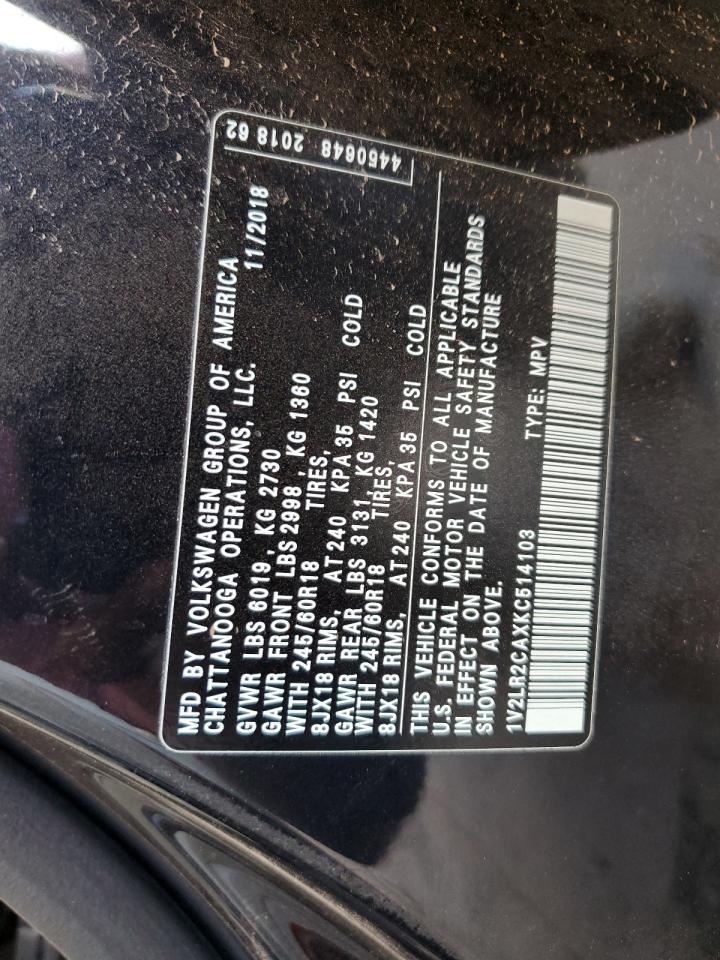 MFD BY VOLKSWAGEN GROUP OF AMERICA
CHATTANOOGA OPERATIONS, LLC. 11/2018
GVWR LBS 6019 , KG 2730
GAWR FRONT LBS 2998 , KG 1360
WITH 245/60R18 TIRES,
8JX18 RIMS, AT 240 KPA 35 PSI COLD
GAWR REAR LBS 3131, KG 1420
WITH 245/60R18 TIRES,
8JX18 RIMS, AT 240 KPA 35 PSI COLD
THIS VEHICLE CONFORMS TO ALL APPLICABLE
U.S. FEDERAL MOTOR VEHICLE SAFETY STANDARDS
IN EFFECT ON THE DATE OF MANUFACTURE
SHOWN ABOVE.
1V2LR2CAXKC514103 TYPE: MPV
4450648 2018 62